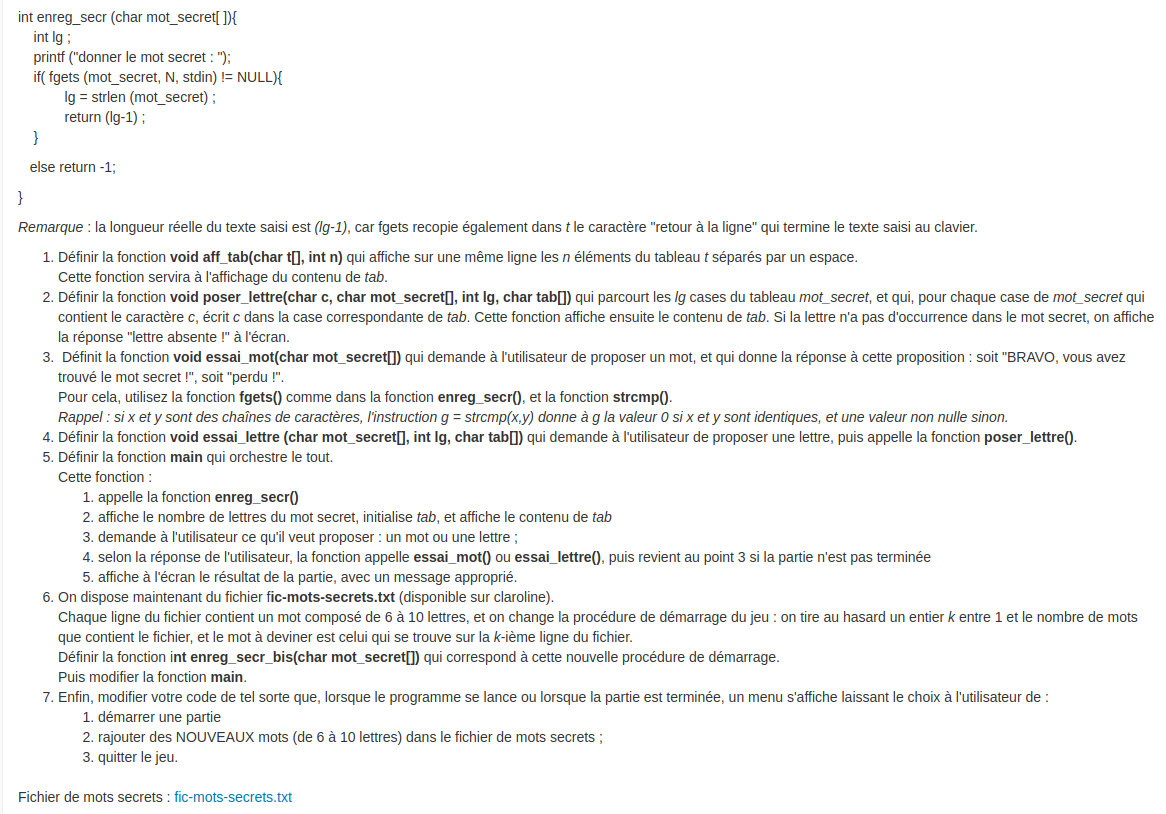 int enreg_secr (char mot_secret[ ]){
int lg ;
printf ("donner le mot secret : ");
if( fgets (mot_secret, N, stdin) != NULL){
lg = strlen (mot_secret) ;
return (lg-1) ;
}
else return -1;
}
Remarque : la longueur réelle du texte saisi est (lg-1), car fgets recopie également dans t le caractère "retour à la ligne" qui termine le texte saisi au clavier.
1. Définir la fonction void aff_tab(char t[], int n) qui affiche sur une même ligne les n éléments du tableau t séparés par un espace.
Cette fonction servira à l'affichage du contenu de tab.
2. Définir la fonction void poser_lettre(char c, char mot_secret[], int lg, char tab[]) qui parcourt les lg cases du tableau mot_secret, et qui, pour chaque case de mot_secret qui
contient le caractère c, écrit c dans la case correspondante de tab. Cette fonction affiche ensuite le contenu de tab. Si la lettre n'a pas d'occurrence dans le mot secret, on affiche
la réponse "lettre absente !" à l'écran.
3. Définit la fonction void essai_mot(char mot_secret[]) qui demande à l'utilisateur de proposer un mot, et qui donne la réponse à cette proposition : soit "BRAVO, vous avez
trouvé le mot secret !", soit "perdu !".
Pour cela, utilisez la fonction fgets() comme dans la fonction enreg_secr(), et la fonction strcmp().
Rappel : si x et y sont des chaînes de caractères, l'instruction g = strcmp(x,y) donne à g la valeur 0 si x et y sont identiques, et une valeur non nulle sinon.
4. Définir la fonction void essai_lettre (char mot_secret[], int lg, char tab[]) qui demande à l'utilisateur de proposer une lettre, puis appelle la fonction poser_lettre().
5. Définir la fonction main qui orchestre le tout.
Cette fonction :
1. appelle la fonction enreg_secr()
2. affiche le nombre de lettres du mot secret, initialise tab, et affiche le contenu de tab
3. demande à l'utilisateur ce qu'il veut proposer : un mot ou une lettre ;
4. selon la réponse de l'utilisateur, la fonction appelle essai_mot() ou essai_lettre(), puis revient au point 3 si la partie n'est pas terminée
5. affiche à l'écran le résultat de la partie, avec un message approprié.
6. On dispose maintenant du fichier fic-mots-secrets.txt (disponible sur claroline).
Chaque ligne du fichier contient un mot composé de 6 à 10 lettres, et on change la procédure de démarrage du jeu : on tire au hasard un entier k entre 1 et le nombre de mots
que contient le fichier, et le mot à deviner est celui qui se trouve sur la k-ième ligne du fichier.
Définir la fonction int enreg_secr_bis(char mot_secret[]) qui correspond à cette nouvelle procédure de démarrage.
Puis modifier la fonction main.
7. Enfin, modifier votre code de tel sorte que, lorsque le programme se lance ou lorsque la partie est terminée, un menu s'affiche laissant le choix à l'utilisateur de :
1. démarrer une partie
2. rajouter des NOUVEAUX mots (de 6 à 10 lettres) dans le fichier de mots secrets ;
3. quitter le jeu.
Fichier de mots secrets : fic-mots-secrets.txt